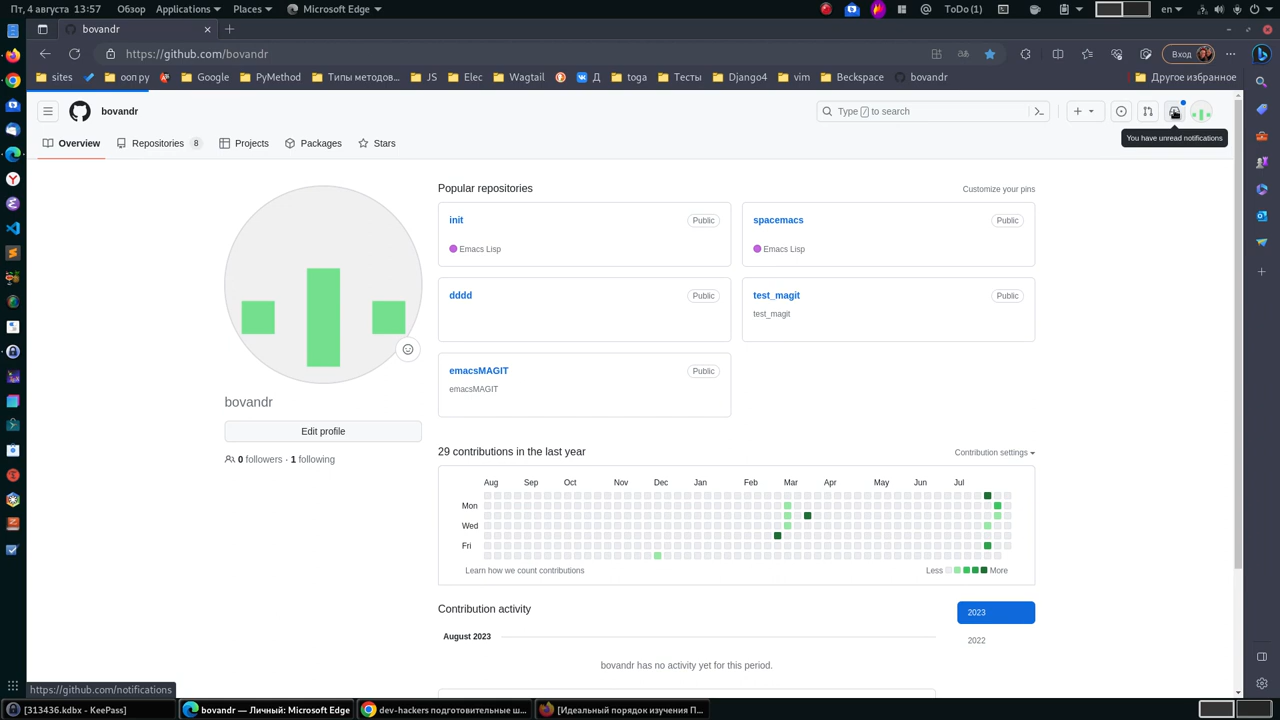 Пт, 4 августа 13:57 Обзор Applications Places Microsoft Edge ToDo (1) en
bovandr
https://github.com/bovandr Вход
sites ооп ру Google PyMethod Типы методов... JS Elec Wagtail Д toga Тесты Django4 vim Beckspace bovandr Другое избранное
bovandr Type / to search
Overview Repositories 8 Projects Packages Stars
You have unread notifications
Popular repositories Customize your pins
init Public
Emacs Lisp
spacemacs Public
Emacs Lisp
dddd Public
test_magit Public
test_magit
emacsMAGIT Public
emacsMAGIT
bovandr
Edit profile
0 followers · 1 following
29 contributions in the last year Contribution settings
Aug Sep Oct Nov Dec Jan Feb Mar Apr May Jun Jul
Mon
Wed
Fri
Learn how we count contributions Less More
Contribution activity
2023
2022
August 2023
bovandr has no activity yet for this period.
https://github.com/notifications
[313436.kdbx - KeePass] bovandr — Личный: Microsoft Edge dev-hackers подготовительные ш... [Идеальный порядок изучения П...